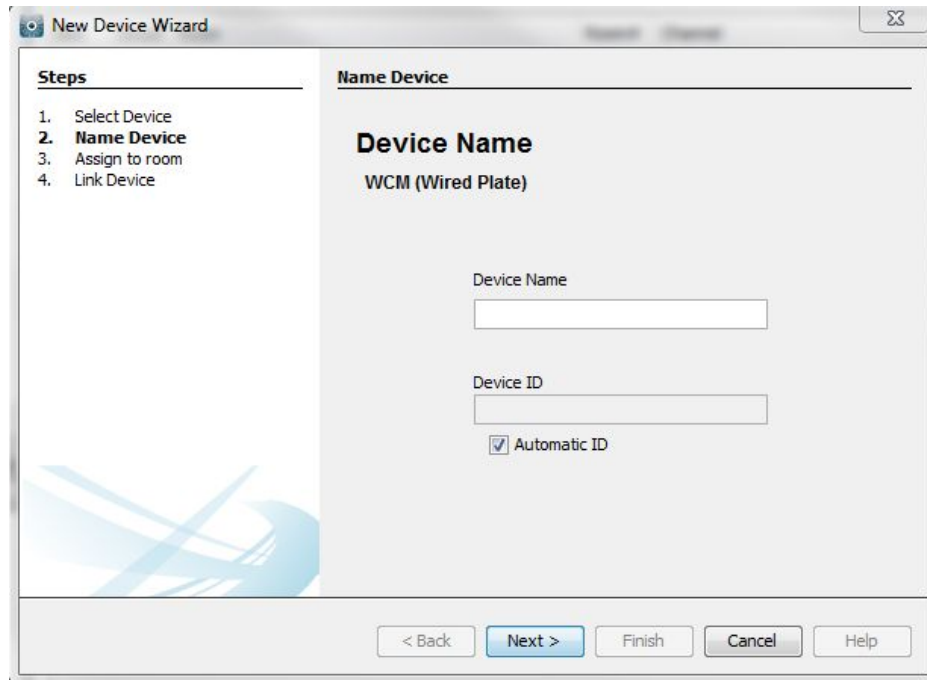 New Device Wizard
Steps
1. Select Device
2. Name Device
3. Assign to room
4. Link Device
Name Device
Device Name
WCM (Wired Plate)
Device Name
Device ID
Automatic ID
< Back Next > Finish Cancel Help